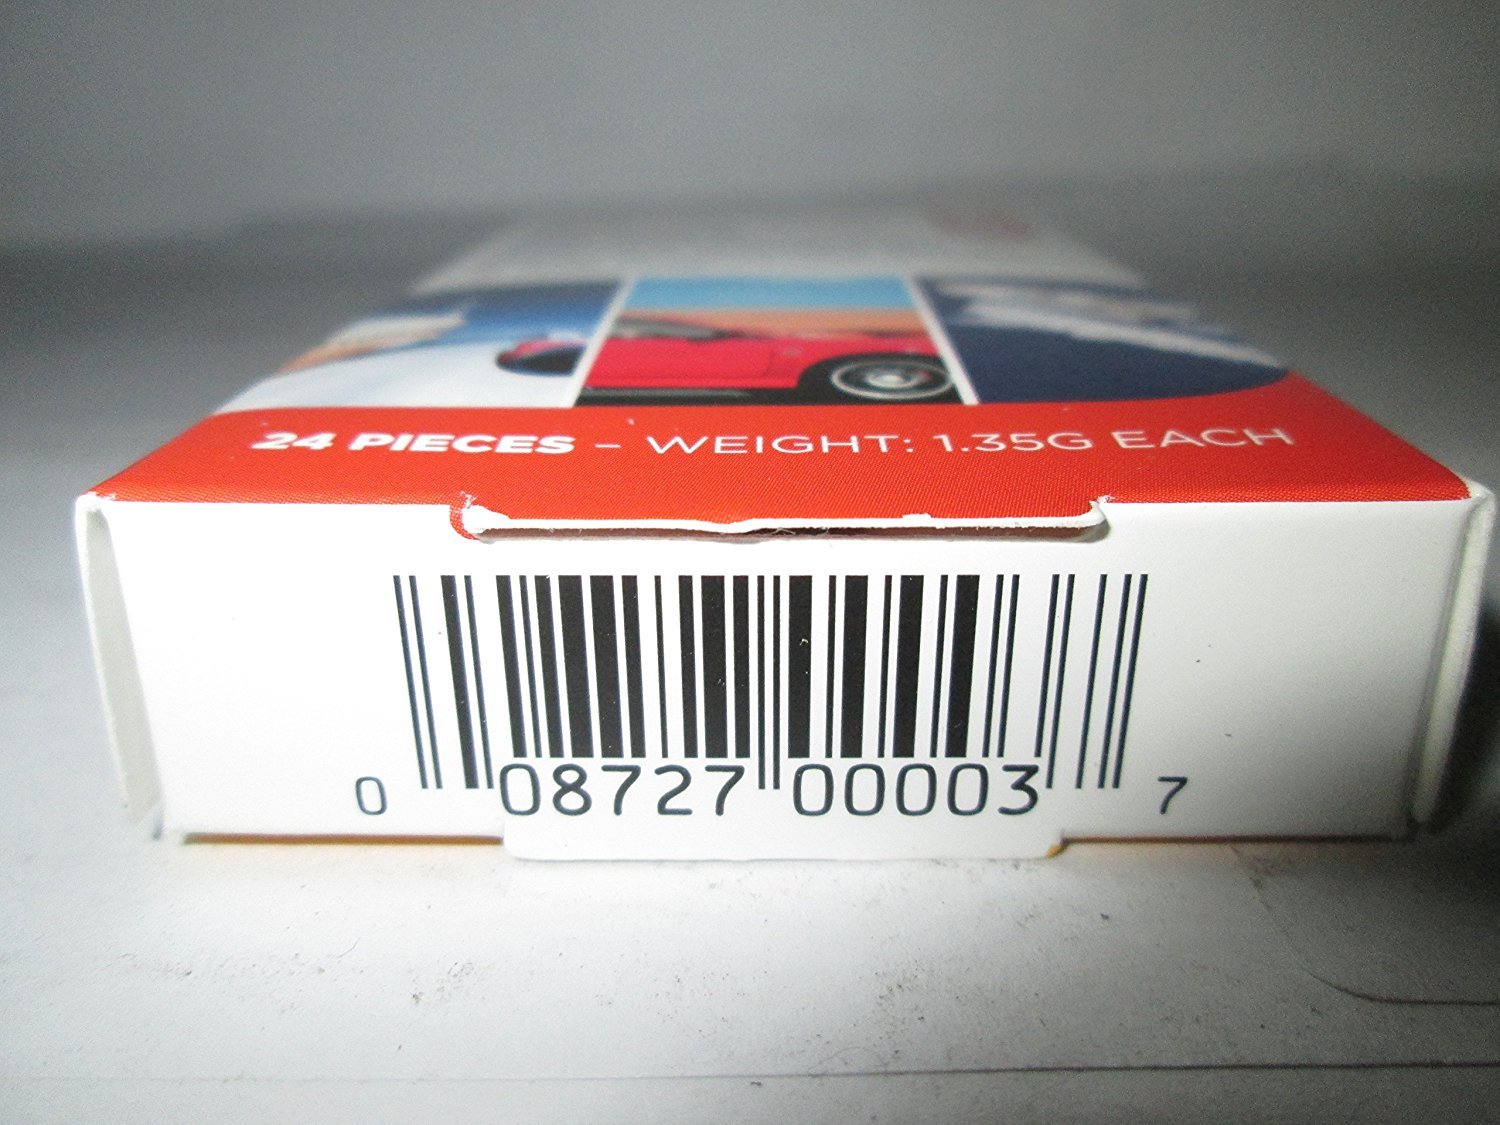 24 PIECES – WEIGHT: 1.35G EACH
0 08727 00003 7